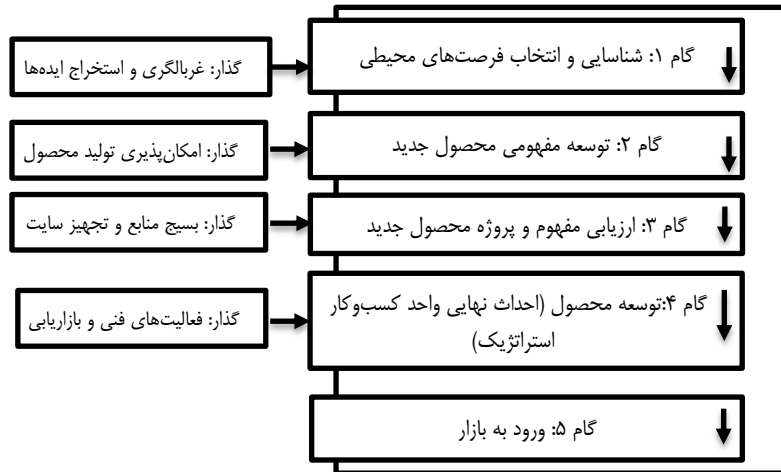 گام ۱: شناسایی و انتخاب فرصت‌های محیطی
گذار: غربالگری و استخراج ایده‌ها
گام ۲: توسعه مفهومی محصول جدید
گذار: امکان‌پذیری تولید محصول
گام ۳: ارزیابی مفهوم و پروژه محصول جدید
گذار: بسیج منابع و تجهیز سایت
گام ۴:توسعه محصول (احداث نهایی واحد کسب‌وکار
استراتژیک)
گذار: فعالیت‌های فنی و بازاریابی
گام ۵: ورود به بازار